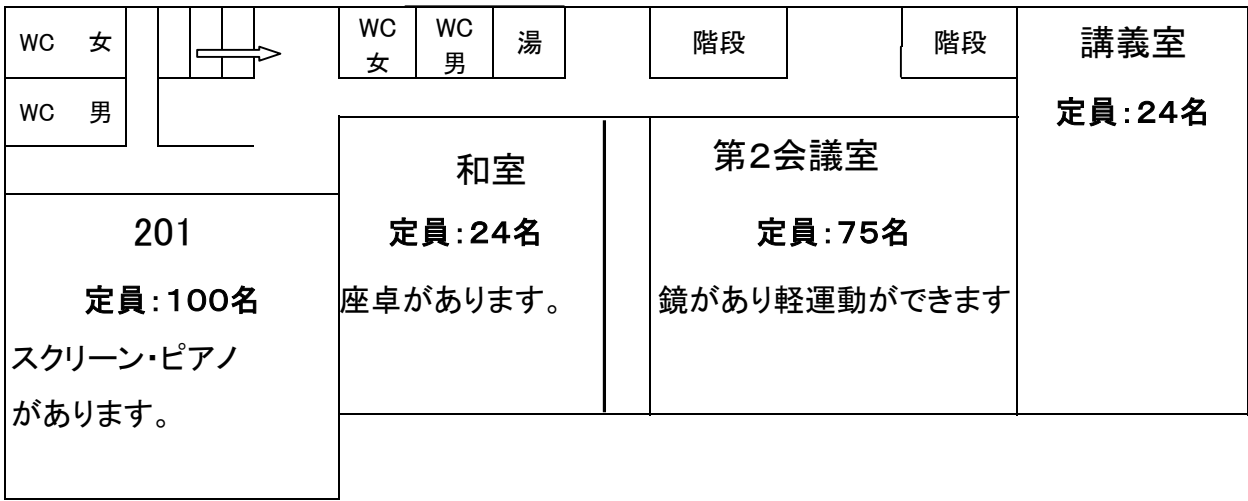 WC 女
WC 男
WC
女
WC
男
湯
階段
階段
講義室
定員：24名
201
定員：100名
スクリーン・ピアノ
があります。
和室
定員：24名
座卓があります。
第2会議室
定員：75名
鏡があり軽運動ができます